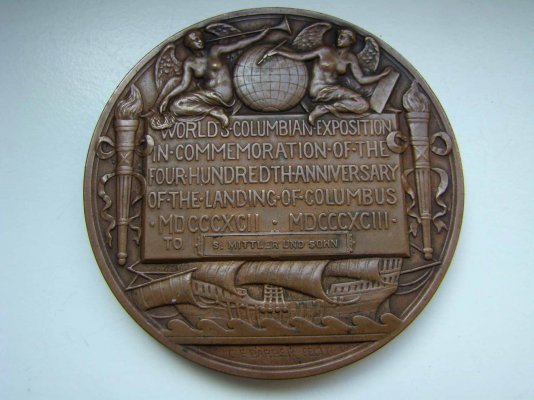 WORLD'S·COLUMBIAN·EXPOSITION
IN·COMMEMORATION·OF·THE
FOUR·HUNDREDTH·ANNIVERSARY
OF·THE·LANDING·OF·COLUMBUS
·MDCCCXCII · MDCCCXCIII·
TO S. MITTLER UND SOHN